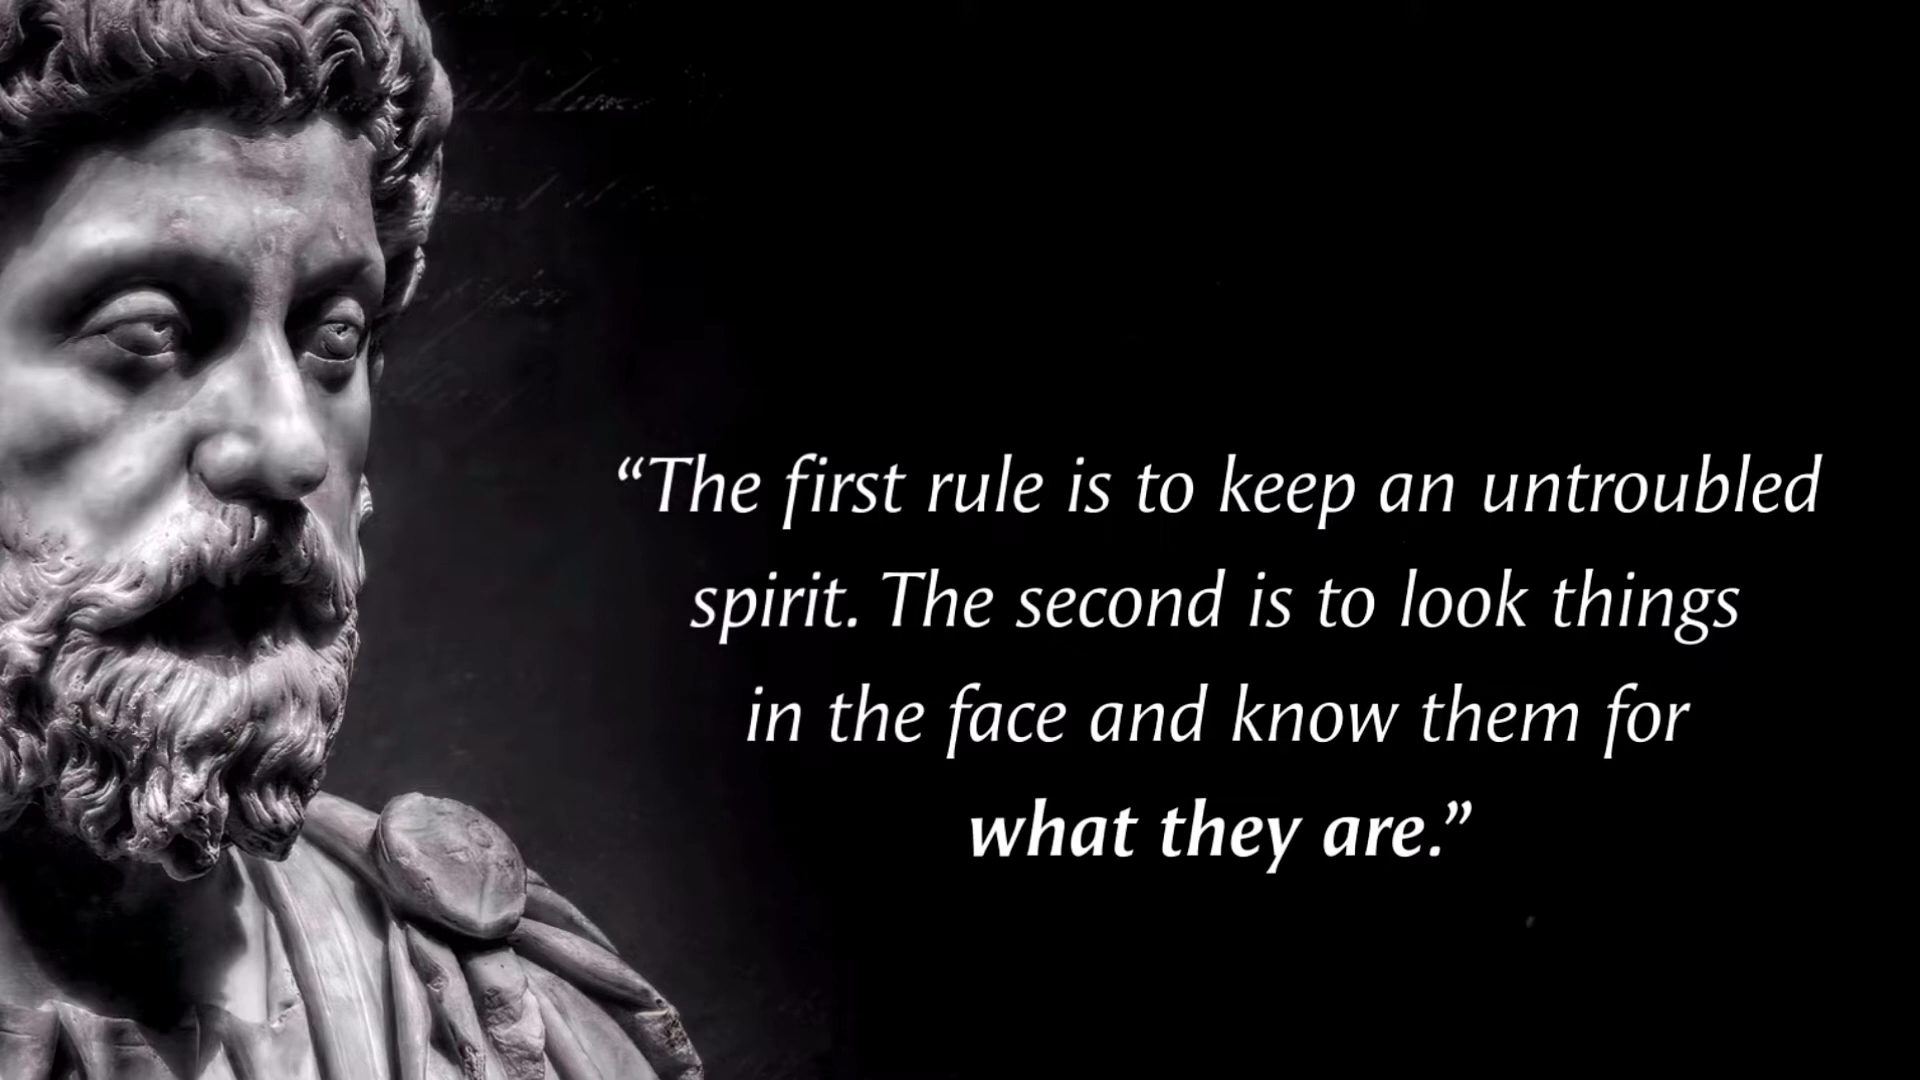 “The first rule is to keep an untroubled
spirit. The second is to look things
in the face and know them for
what they are.”